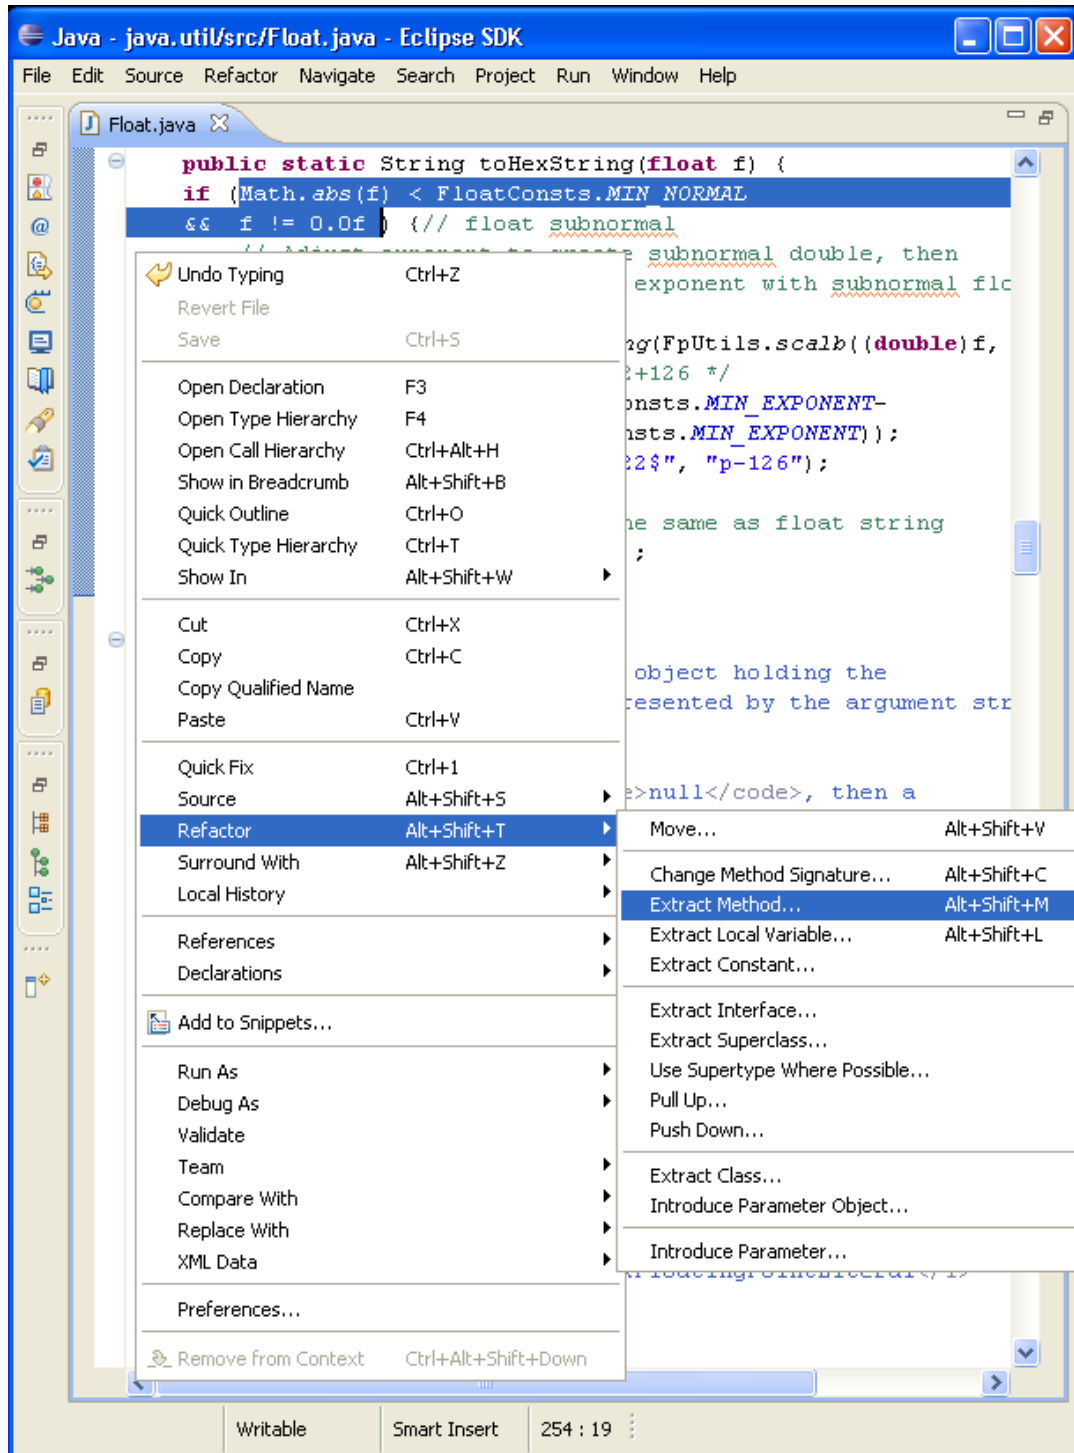 Java - java.util/src/Float.java - Eclipse SDK
File Edit Source Refactor Navigate Search Project Run Window Help
Float.java
public static String toHexString(float f) {
if (Math.abs(f) < FloatConsts.MIN_NORMAL
&& f != 0.0f ) {// float subnormal
subnormal double, then
exponent with subnormal flo
(FpUtils.scalb((double)f,
+126 */
.MIN_EXPONENT-
.MIN_EXPONENT));
22$", "p-126");
same as float string
;
object holding the
by the argument str
>null</code>, then a
Undo Typing Ctrl+Z
Revert File
Save Ctrl+S
Open Declaration F3
Open Type Hierarchy F4
Open Call Hierarchy Ctrl+Alt+H
Show in Breadcrumb Alt+Shift+B
Quick Outline Ctrl+O
Quick Type Hierarchy Ctrl+T
Show In Alt+Shift+W
Cut Ctrl+X
Copy Ctrl+C
Copy Qualified Name
Paste Ctrl+V
Quick Fix Ctrl+1
Source Alt+Shift+S
Refactor Alt+Shift+T
Surround With Alt+Shift+Z
Local History
References
Declarations
Add to Snippets...
Run As
Debug As
Validate
Team
Compare With
Replace With
XML Data
Preferences...
Remove from Context Ctrl+Alt+Shift+Down
Move... Alt+Shift+V
Change Method Signature... Alt+Shift+C
Extract Method... Alt+Shift+M
Extract Local Variable... Alt+Shift+L
Extract Constant...
Extract Interface...
Extract Superclass...
Use Supertype Where Possible...
Pull Up...
Push Down...
Extract Class...
Introduce Parameter Object...
Introduce Parameter...
Writable Smart Insert 254 : 19